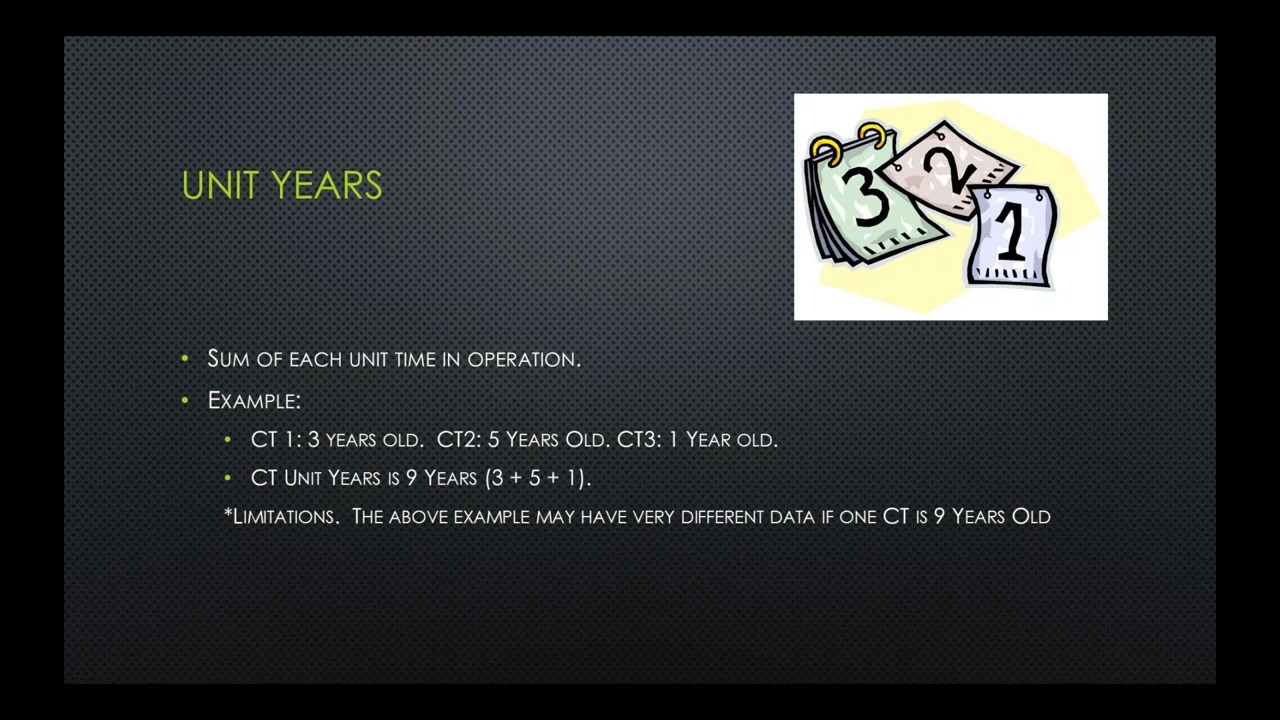 UNIT YEARS
3 2 1
• SUM OF EACH UNIT TIME IN OPERATION.
• EXAMPLE:
• CT 1: 3 YEARS OLD. CT2: 5 YEARS OLD. CT3: 1 YEAR OLD.
• CT UNIT YEARS IS 9 YEARS (3 + 5 + 1).
*LIMITATIONS. THE ABOVE EXAMPLE MAY HAVE VERY DIFFERENT DATA IF ONE CT IS 9 YEARS OLD